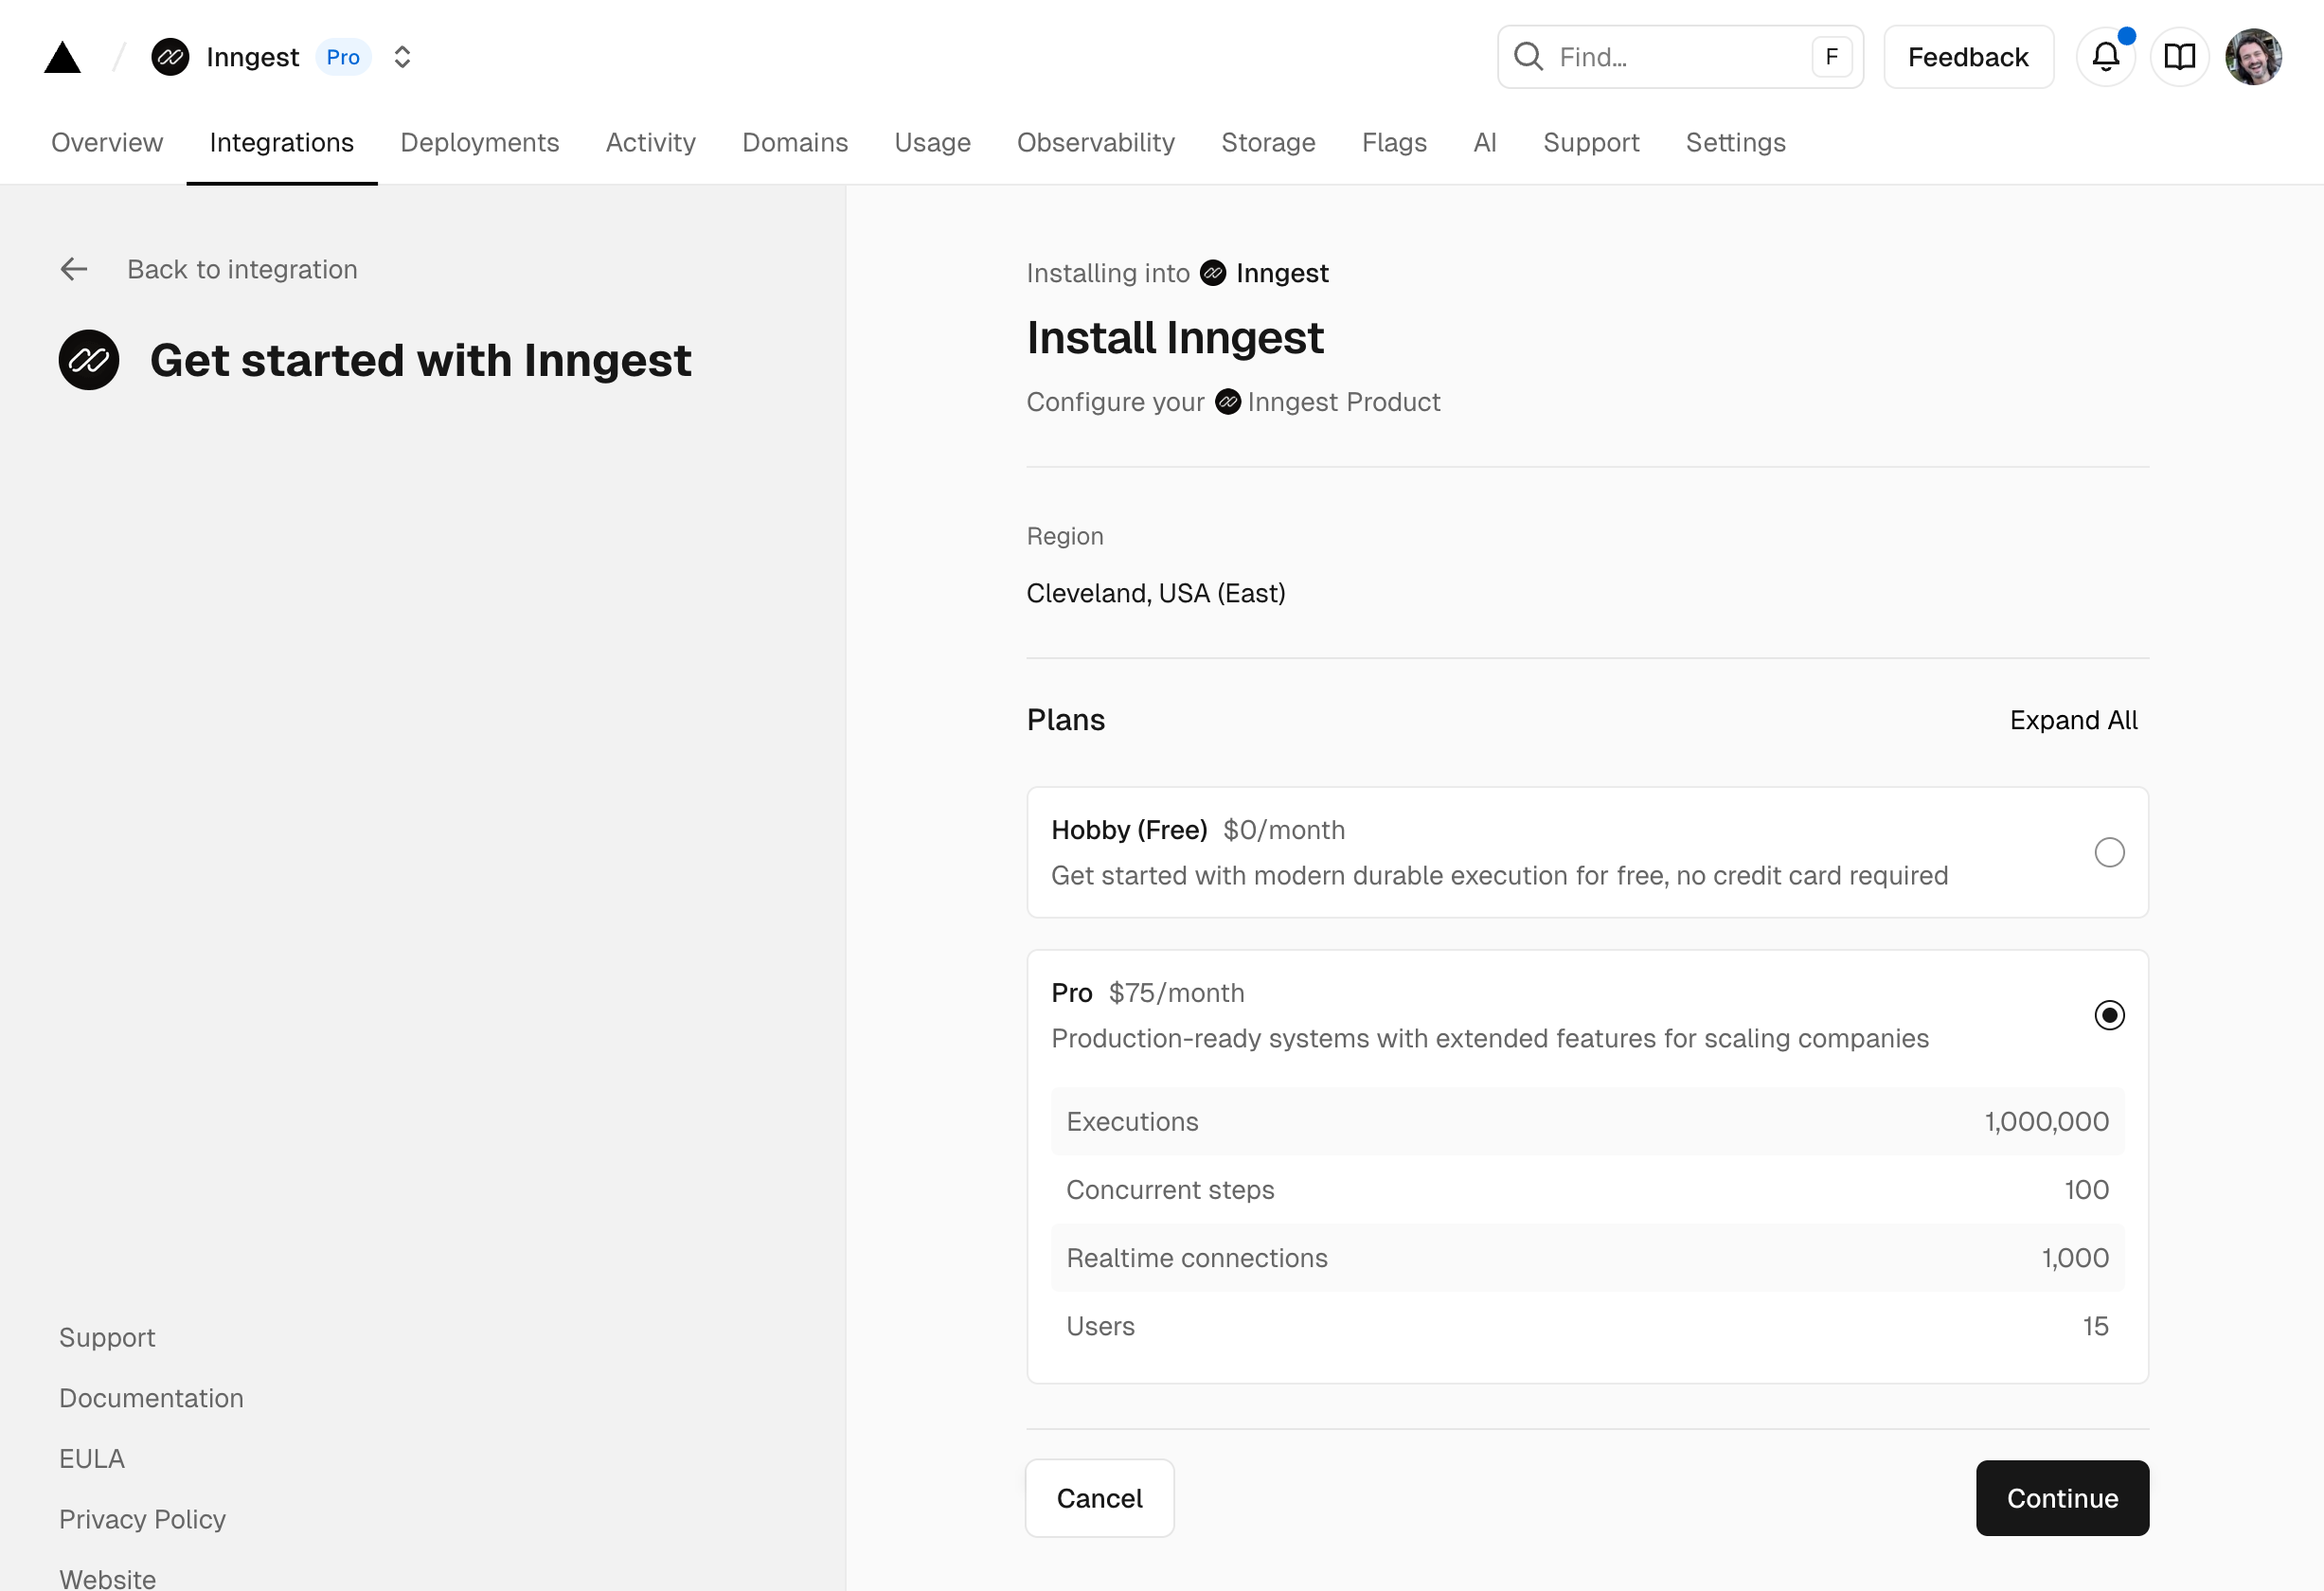 Inngest Pro
Find...
F
Feedback
Overview Integrations Deployments Activity Domains Usage Observability Storage Flags AI Support Settings
Back to integration
Get started with Inngest
Support
Documentation
EULA
Privacy Policy
Website
Installing into Inngest
Install Inngest
Configure your Inngest Product
Region
Cleveland, USA (East)
Plans
Expand All
Hobby (Free) $0/month
Get started with modern durable execution for free, no credit card required
Pro $75/month
Production-ready systems with extended features for scaling companies
Executions 1,000,000
Concurrent steps 100
Realtime connections 1,000
Users 15
Cancel
Continue